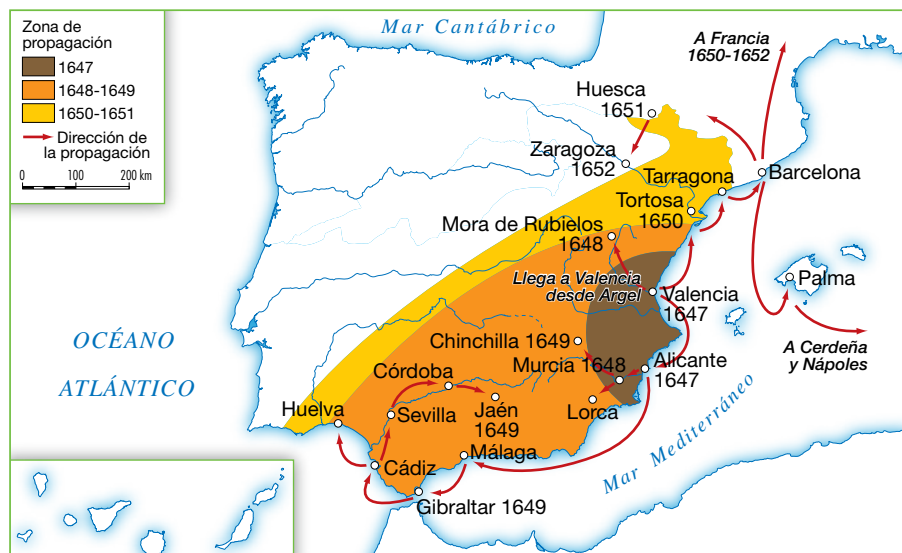 Zona de
propagación
1647
1648-1649
1650-1651
Dirección de
la propagación
0 100 200 km
Mar Cantábrico
A Francia
1650-1652
Huesca
1651
Zaragoza
1652
Tarragona
Barcelona
Tortosa
1650
Mora de Rubielos
1648
Llega a Valencia
desde Argel
Valencia
1647
Palma
A Cerdeña
y Nápoles
OCÉANO
ATLÁNTICO
Chinchilla 1649
Murcia 1648
Alicante
1647
Córdoba
Huelva
Sevilla
Jaén
1649
Lorca
Málaga
Cádiz
Gibraltar 1649
Mar Mediterráneo